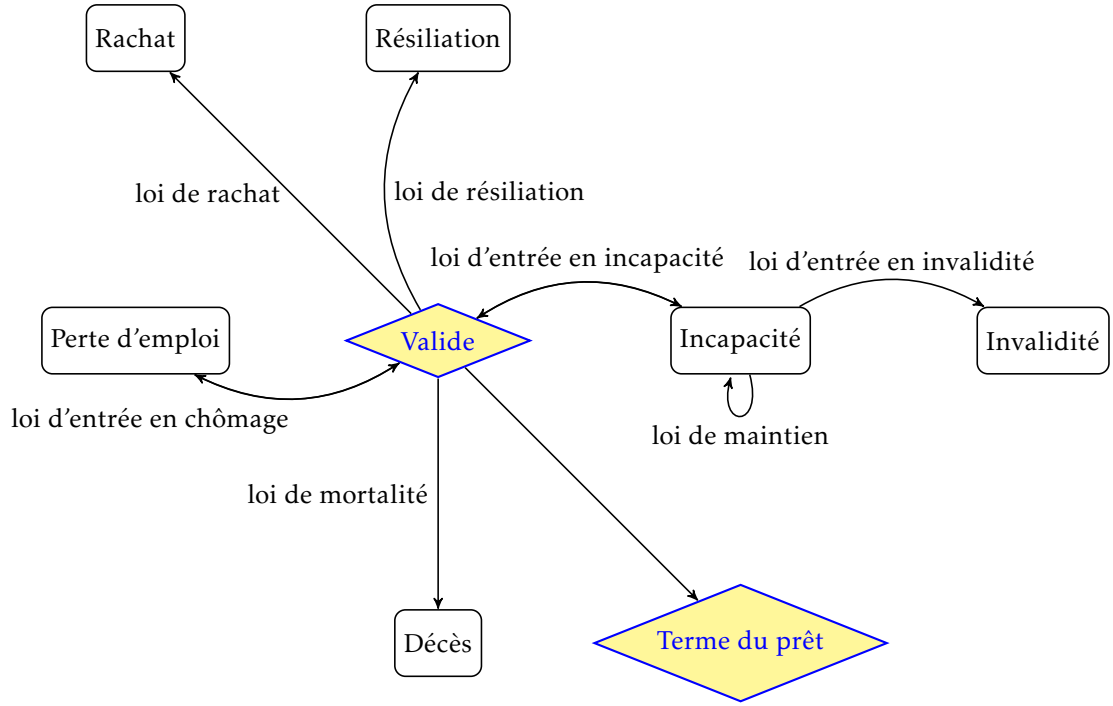 Rachat
Résiliation
loi de rachat
loi de résiliation
loi d'entrée en incapacité
loi d'entrée en invalidité
Perte d'emploi
Valide
Incapacité
Invalidité
loi d'entrée en chômage
loi de maintien
loi de mortalité
Décès
Terme du prêt